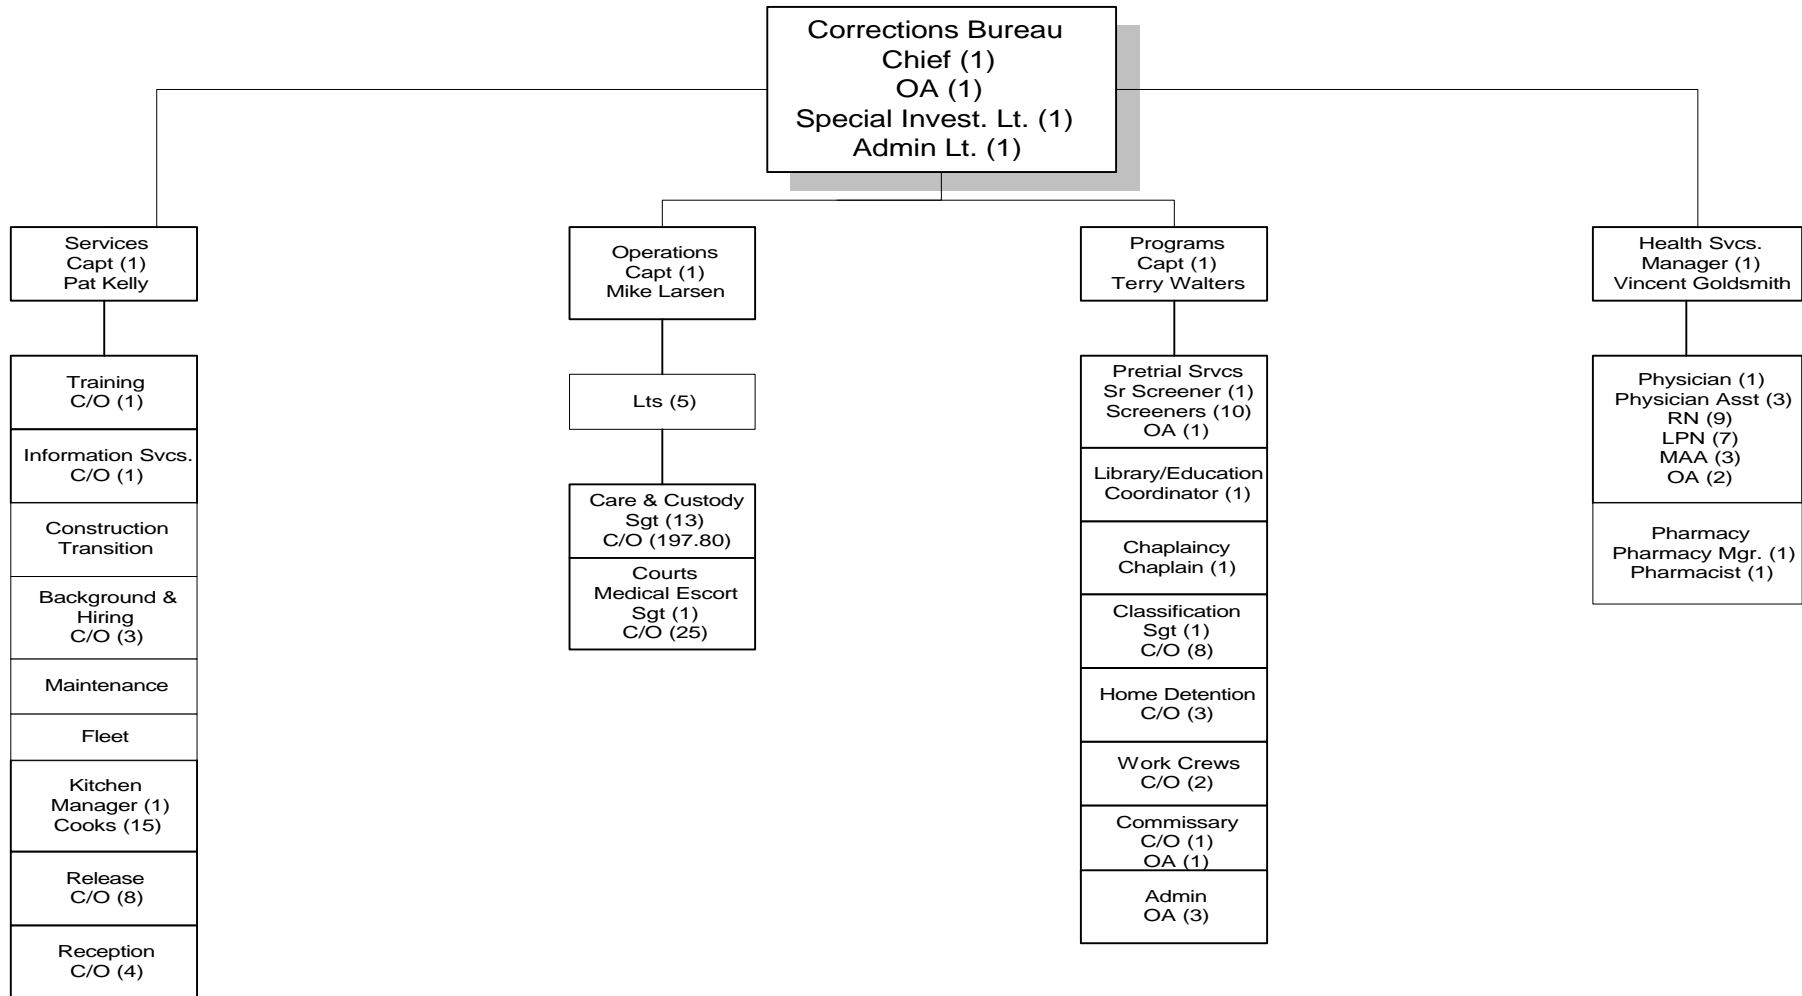 Corrections Bureau
Chief (1)
OA (1)
Special Invest. Lt. (1)
Admin Lt. (1)
Services
Capt (1)
Pat Kelly
Training
C/O (1)
Information Svcs.
C/O (1)
Construction
Transition
Background &
Hiring
C/O (3)
Maintenance
Fleet
Kitchen
Manager (1)
Cooks (15)
Release
C/O (8)
Reception
C/O (4)
Operations
Capt (1)
Mike Larsen
Lts (5)
Care & Custody
Sgt (13)
C/O (197.80)
Courts
Medical Escort
Sgt (1)
C/O (25)
Programs
Capt (1)
Terry Walters
Pretrial Srvcs
Sr Screener (1)
Screeners (10)
OA (1)
Library/Education
Coordinator (1)
Chaplaincy
Chaplain (1)
Classification
Sgt (1)
C/O (8)
Home Detention
C/O (3)
Work Crews
C/O (2)
Commissary
C/O (1)
OA (1)
Admin
OA (3)
Health Svcs.
Manager (1)
Vincent Goldsmith
Physician (1)
Physician Asst (3)
RN (9)
LPN (7)
MAA (3)
OA (2)
Pharmacy
Pharmacy Mgr. (1)
Pharmacist (1)